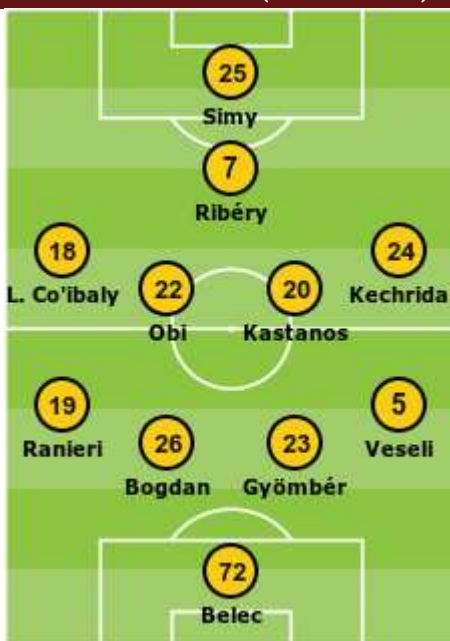 25
Simy
7
Ribéry
18
24
L. Co'ibaly
22
20
Kechrida
Obi
Kastanos
19
5
Ranieri
26
23
Veseli
Bogdan
Gyömbér
72
Belec